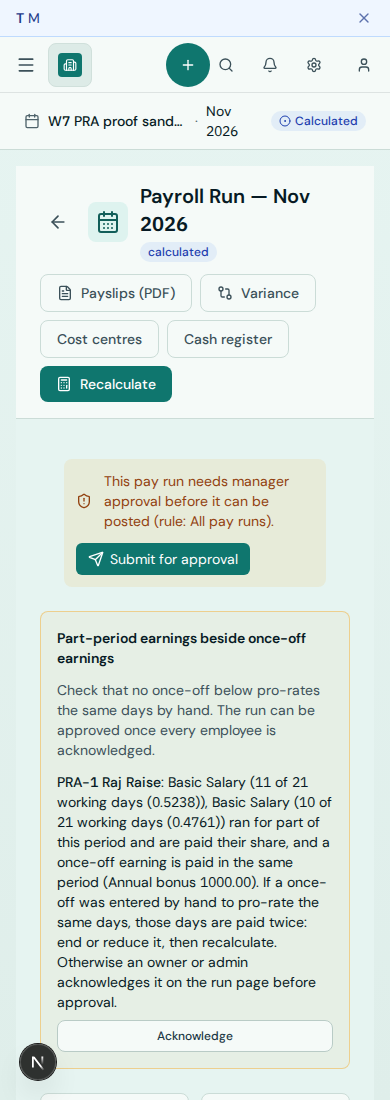 T M
W7 PRA proof sand...
·
Nov
2026
Calculated
Payroll Run — Nov
2026
calculated
Payslips (PDF)
Variance
Cost centres
Cash register
Recalculate
This pay run needs manager
approval before it can be
posted (rule: All pay runs).
Submit for approval
Part-period earnings beside once-off
earnings
Check that no once-off below pro-rates
the same days by hand. The run can be
approved once every employee is
acknowledged.
PRA-1 Raj Raise: Basic Salary (11 of 21
working days (0.5238)), Basic Salary (10 of
21 working days (0.4761)) ran for part of
this period and are paid their share, and a
once-off earning is paid in the same
period (Annual bonus 1000.00). If a once-
off was entered by hand to pro-rate the
same days, those days are paid twice:
end or reduce it, then recalculate.
Otherwise an owner or admin
acknowledges it on the run page before
approval.
Acknowledge
N